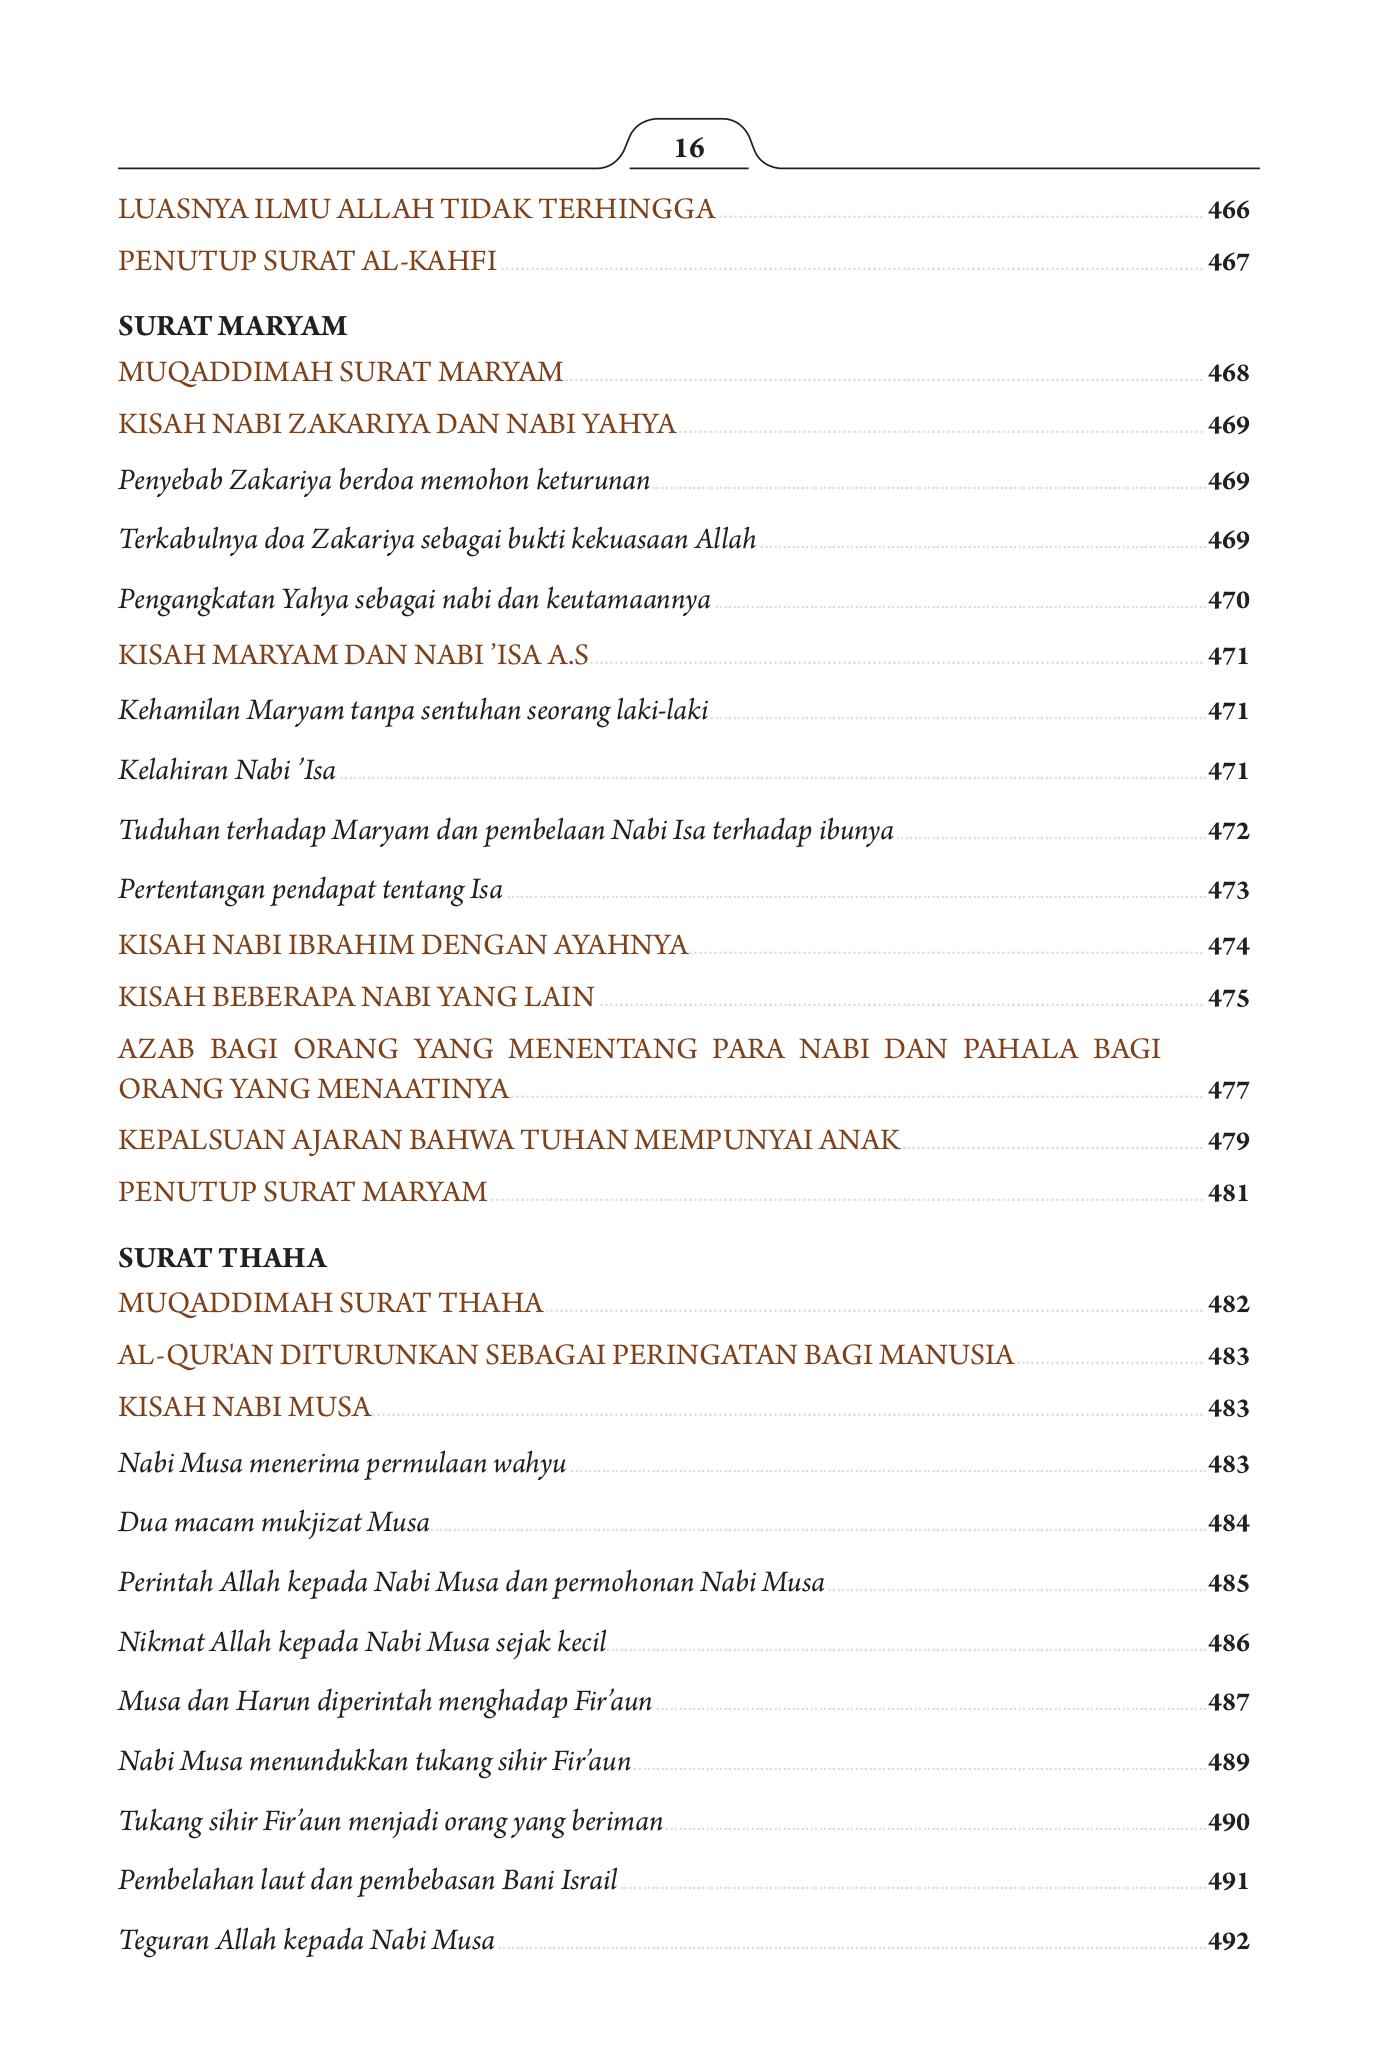 16
LUASNYA ILMU ALLAH TIDAK TERHINGGA 466
PENUTUP SURAT AL-KAHFI 467
SURAT MARYAM
MUQADDIMAH SURAT MARYAM 468
KISAH NABI ZAKARIYA DAN NABI YAHYA 469
Penyebab Zakariya berdoa memohon keturunan 469
Terkabulnya doa Zakariya sebagai bukti kekuasaan Allah 469
Pengangkatan Yahya sebagai nabi dan keutamaannya 470
KISAH MARYAM DAN NABI ’ISA A.S 471
Kehamilan Maryam tanpa sentuhan seorang laki-laki 471
Kelahiran Nabi ’Isa 471
Tuduhan terhadap Maryam dan pembelaan Nabi Isa terhadap ibunya 472
Pertentangan pendapat tentang Isa 473
KISAH NABI IBRAHIM DENGAN AYAHNYA 474
KISAH BEBERAPA NABI YANG LAIN 475
AZAB BAGI ORANG YANG MENENTANG PARA NABI DAN PAHALA BAGI
ORANG YANG MENAATINYA 477
KEPALSUAN AJARAN BAHWA TUHAN MEMPUNYAI ANAK 479
PENUTUP SURAT MARYAM 481
SURAT THAHA
MUQADDIMAH SURAT THAHA 482
AL-QUR'AN DITURUNKAN SEBAGAI PERINGATAN BAGI MANUSIA 483
KISAH NABI MUSA 483
Nabi Musa menerima permulaan wahyu 483
Dua macam mukjizat Musa 484
Perintah Allah kepada Nabi Musa dan permohonan Nabi Musa 485
Nikmat Allah kepada Nabi Musa sejak kecil 486
Musa dan Harun diperintah menghadap Fir’aun 487
Nabi Musa menundukkan tukang sihir Fir’aun 489
Tukang sihir Fir’aun menjadi orang yang beriman 490
Pembelahan laut dan pembebasan Bani Israil 491
Teguran Allah kepada Nabi Musa 492